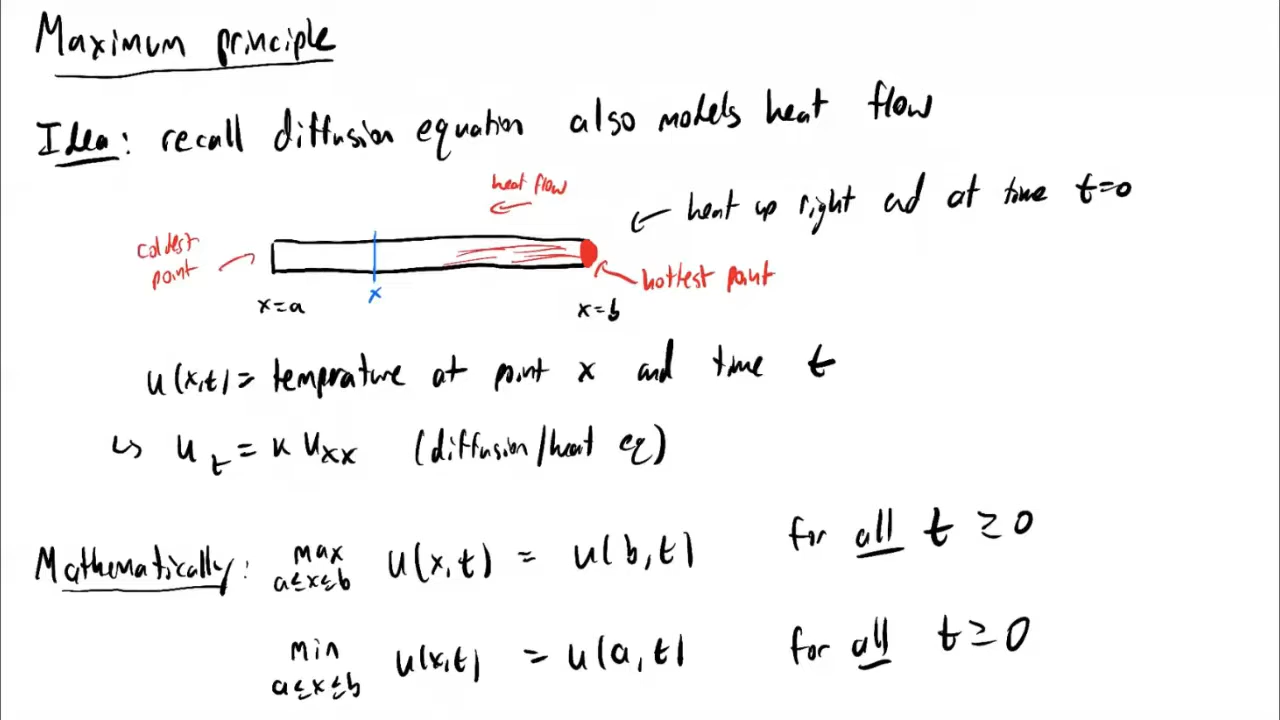 Maximum principle
Idea: recall diffusion equation also models heat flow
heat flow
← heat up right end at time t=0
coldest
point
hottest point
x=a
x
x=b
u(x,t) = temprature at point x and time t
↳ u_t = κ u_xx (diffusion/heat eq)
Mathematically: max a≤x≤b u(x,t) = u(b,t) for all t ≥ 0
min a≤x≤b u(x,t) = u(a,t) for all t ≥ 0